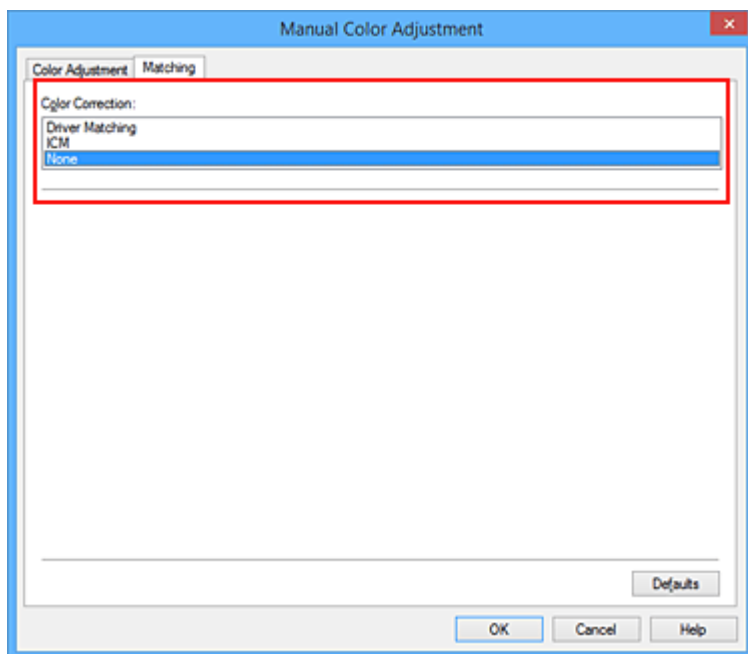 Manual Color Adjustment
Color Adjustment Matching
Color Correction:
Driver Matching
ICM
None
Defaults
OK Cancel Help